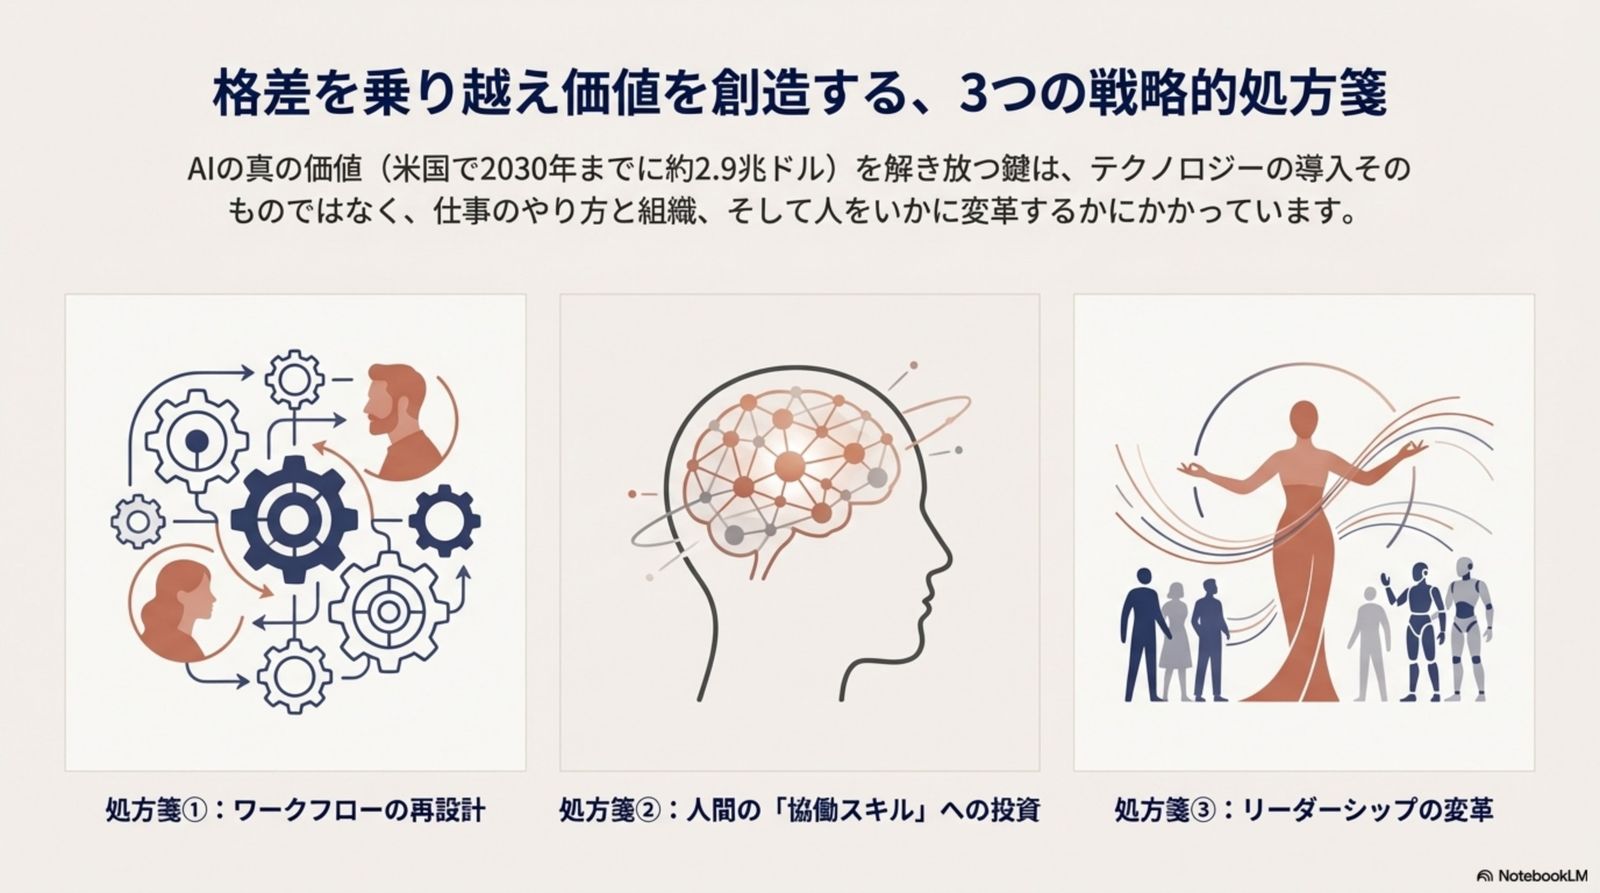 格差を乗り越え価値を創造する、3つの戦略的処方箋
AIの真の価値（米国で2030年までに約2.9兆ドル）を解き放つ鍵は、テクノロジーの導入その
ものではなく、仕事のやり方と組織、そして人をいかに変革するかにかかっています。
処方箋①：ワークフローの再設計
処方箋②：人間の「協働スキル」への投資
処方箋③：リーダーシップの変革
NotebookLM